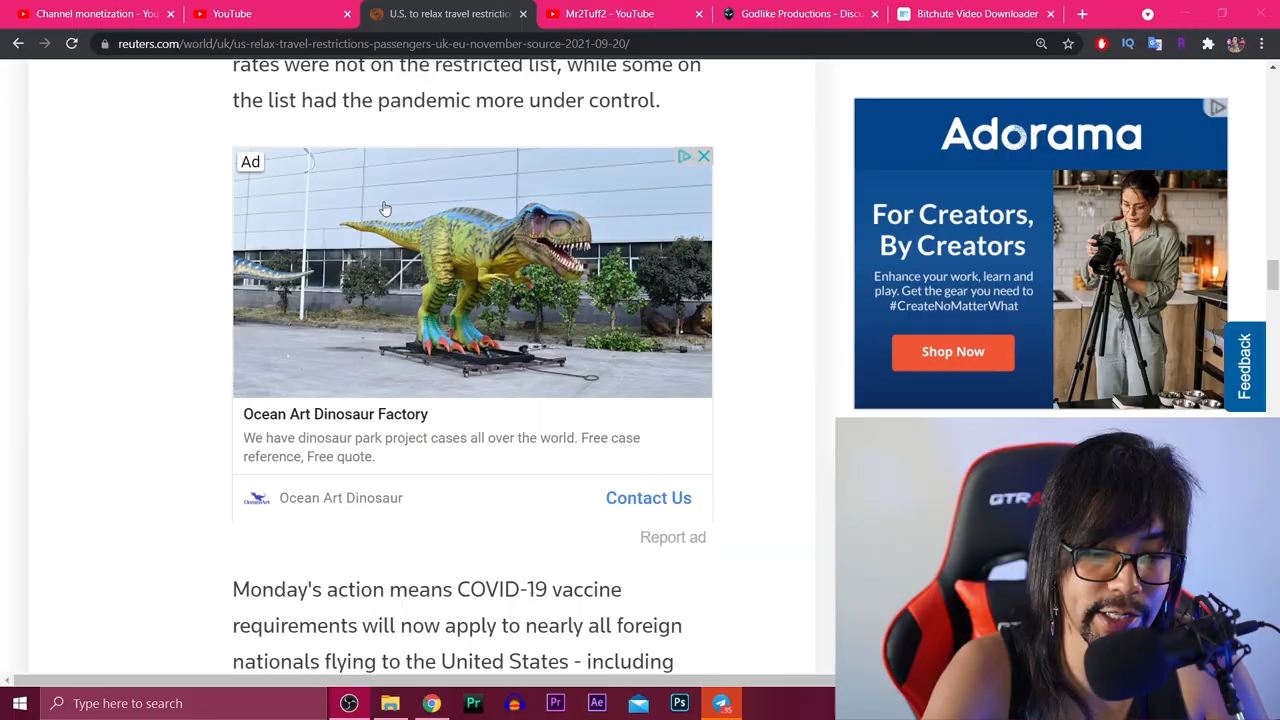 Channel monetization - You
YouTube
U.S. to relax travel restrictio
Mr2Tuff2 - YouTube
Godlike Productions - Discu
Bitchute Video Downloader
reuters.com/world/uk/us-relax-travel-restrictions-passengers-uk-eu-november-source-2021-09-20/
rates were not on the restricted list, while some on
the list had the pandemic more under control.
Ad
Ocean Art Dinosaur Factory
We have dinosaur park project cases all over the world. Free case
reference, Free quote.
Ocean Art Dinosaur
Contact Us
Report ad
Monday's action means COVID-19 vaccine
requirements will now apply to nearly all foreign
nationals flying to the United States - including
Adorama
For Creators,
By Creators
Enhance your work, learn and
play. Get the gear you need to
#CreateNoMatterWhat
Shop Now
Feedback
GTRA
Type here to search
Pr
Pr
Ae
Ps